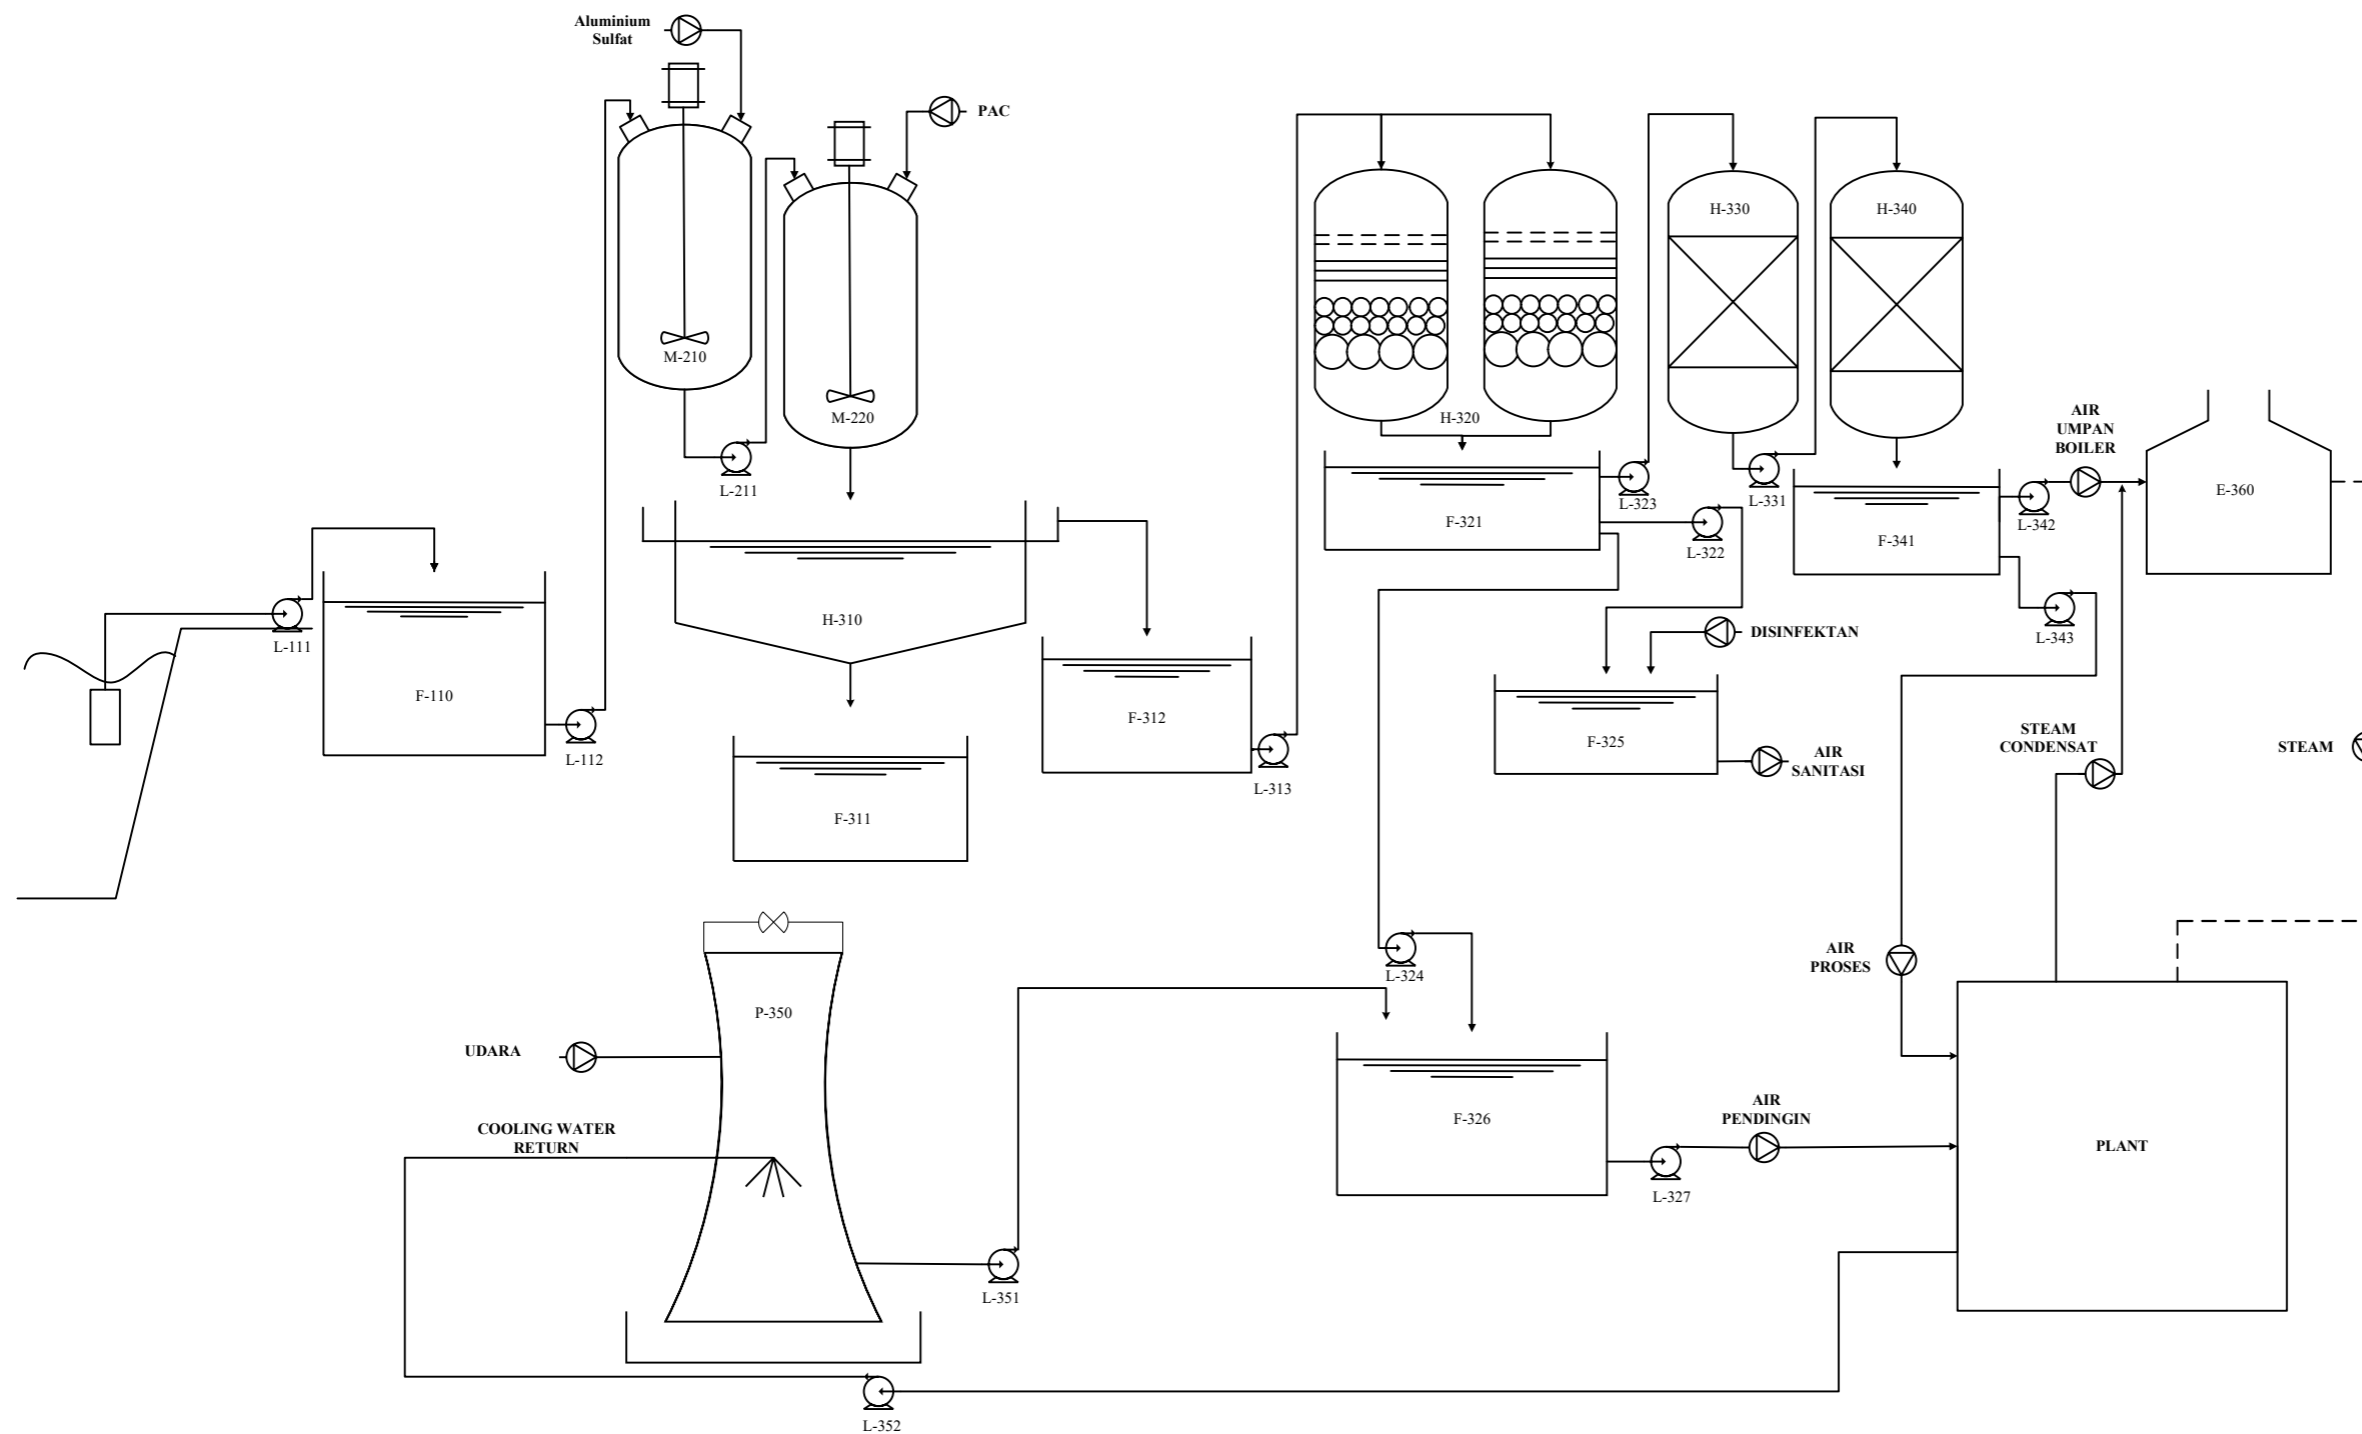 Aluminium
Sulfat
PAC
H-330
H-340
M-210
M-220
H-320
AIR
UMPAN
BOILER
L-211
L-323
L-331
E-360
F-321
L-322
L-342
F-341
H-310
L-111
DISINFEKTAN
L-343
F-110
F-312
F-325
L-112
L-313
AIR
SANITASI
STEAM
CONDENSAT
STEAM
F-311
AIR
PROSES
L-324
P-350
UDARA
COOLING WATER
RETURN
F-326
AIR
PENDINGIN
PLANT
L-327
L-351
L-352